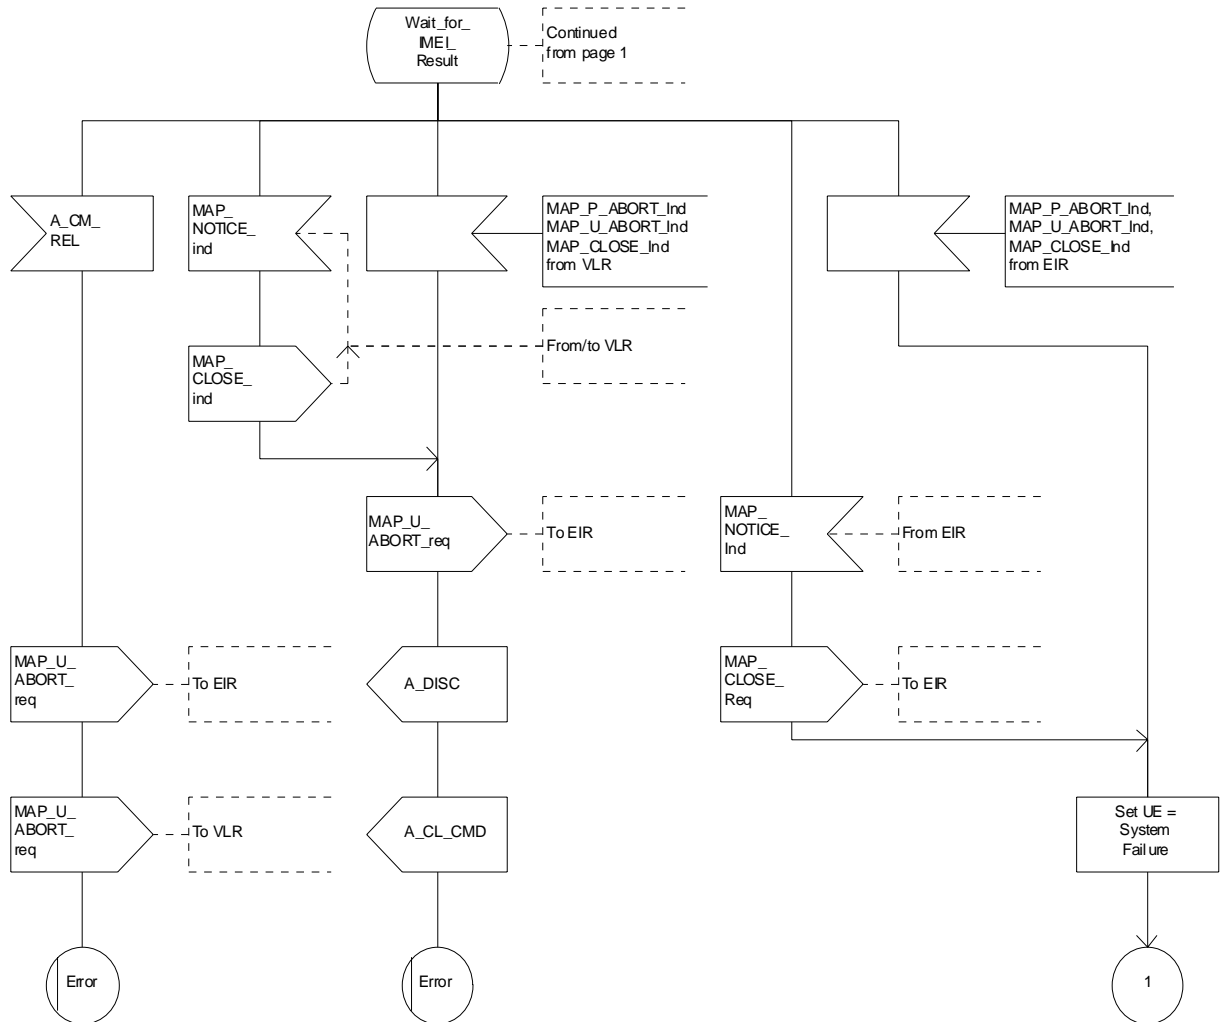 Wait_for_
IMEI_
Result
Continued
from page 1
A_CM_
REL
MAP_
NOTICE_
ind
MAP_P_ABORT_Ind
MAP_U_ABORT_Ind
MAP_CLOSE_Ind
from VLR
MAP_P_ABORT_Ind,
MAP_U_ABORT_Ind,
MAP_CLOSE_Ind
from EIR
MAP_
CLOSE_
ind
From/to VLR
MAP_U_
ABORT_req
To EIR
MAP_
NOTICE_
Ind
From EIR
MAP_U_
ABORT_
req
To EIR
A_DISC
MAP_
CLOSE_
Req
To EIR
MAP_U_
ABORT_
req
To VLR
A_CL_CMD
Set UE =
System
Failure
Error
Error
1